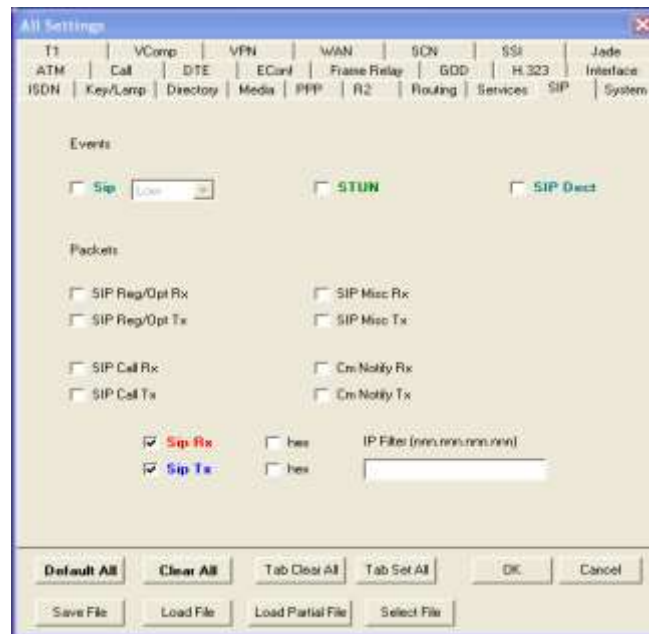 All Settings
T1 VComp VPN WAN SCN SSI Jade
ATM Call DTE EConf Frame Relay GOD H.323 Interface
ISDN Key/Lamp Directory Media PPP R2 Routing Services SIP System
Events
Sip Low STUN SIP Dect
Packets
SIP Reg/Opt Rx SIP Misc Rx
SIP Reg/Opt Tx SIP Misc Tx
SIP Call Rx Cm Notify Rx
SIP Call Tx Cm Notify Tx
Sip Rx hex IP Filter (nnn.nnn.nnn.nnn)
Sip Tx hex
Default All Clear All Tab Clear All Tab Set All OK Cancel
Save File Load File Load Partial File Select File